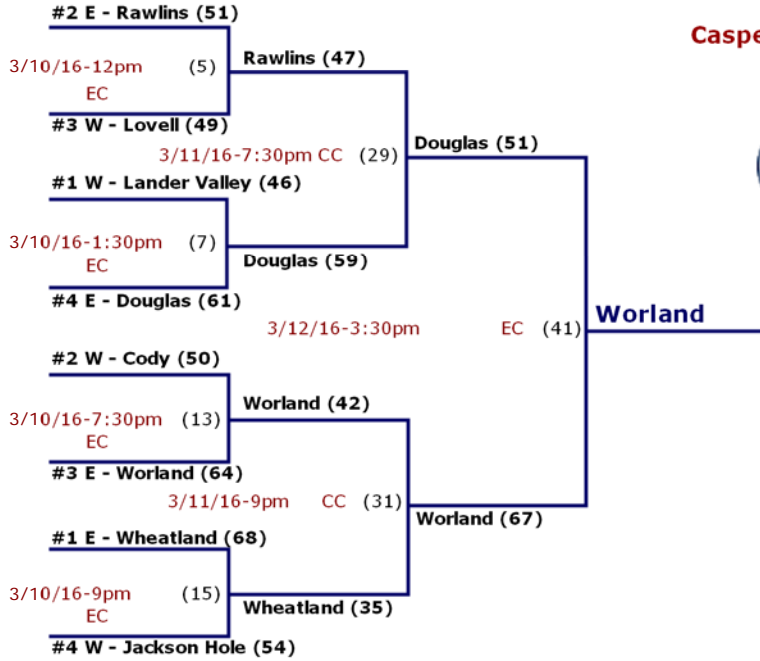 #2 E - Rawlins (51)
Caspe
3/10/16-12pm (5) Rawlins (47)
EC
#3 W - Lovell (49)
Douglas (51)
3/11/16-7:30pm CC (29)
#1 W - Lander Valley (46)
3/10/16-1:30pm (7)
EC
Douglas (59)
#4 E - Douglas (61)
Worland
3/12/16-3:30pm EC (41)
#2 W - Cody (50)
Worland (42)
3/10/16-7:30pm (13)
EC
#3 E - Worland (64)
3/11/16-9pm CC (31)
Worland (67)
#1 E - Wheatland (68)
3/10/16-9pm (15)
EC
Wheatland (35)
#4 W - Jackson Hole (54)